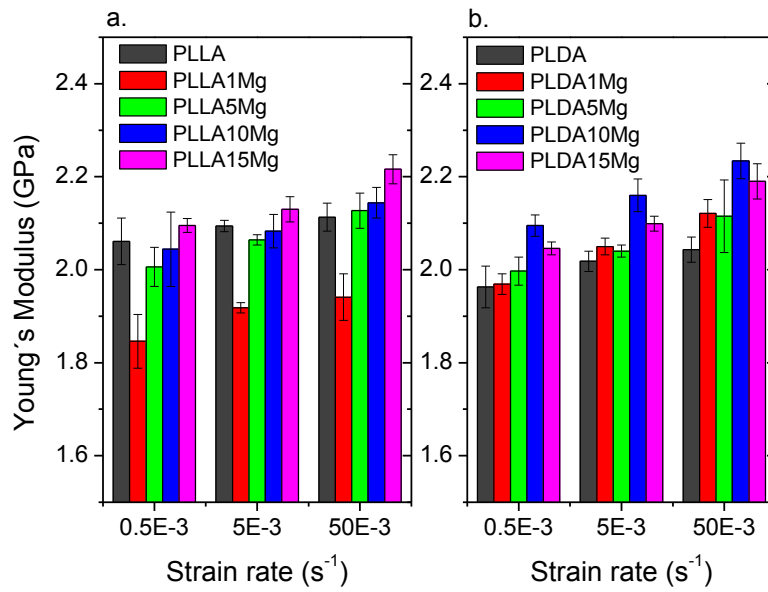 a.
b.
PLLA
PLLA1Mg
PLLA5Mg
PLLA10Mg
PLLA15Mg
PLDA
PLDA1Mg
PLDA5Mg
PLDA10Mg
PLDA15Mg
Young´s Modulus (GPa)
2.4
2.2
2.0
1.8
1.6
2.4
2.2
2.0
1.8
1.6
0.5E-3 5E-3 50E-3
0.5E-3 5E-3 50E-3
Strain rate (s⁻¹)
Strain rate (s⁻¹)